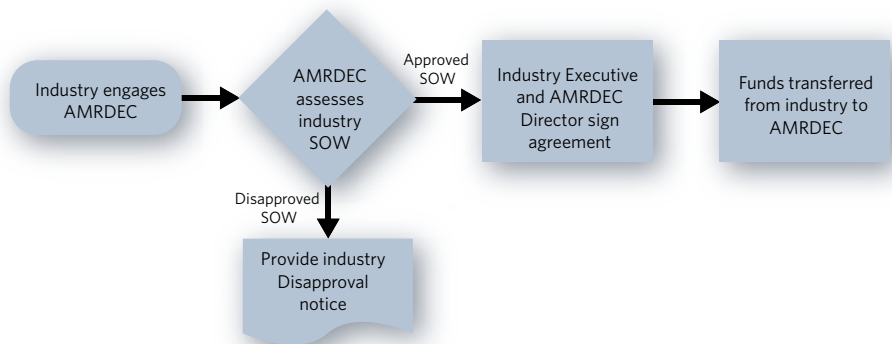 Industry engages
AMRDEC
AMRDEC
assesses
industry
SOW
Approved
SOW
Industry Executive
and AMRDEC
Director sign
agreement
Funds transferred
from industry to
AMRDEC
Disapproved
SOW
Provide industry
Disapproval
notice